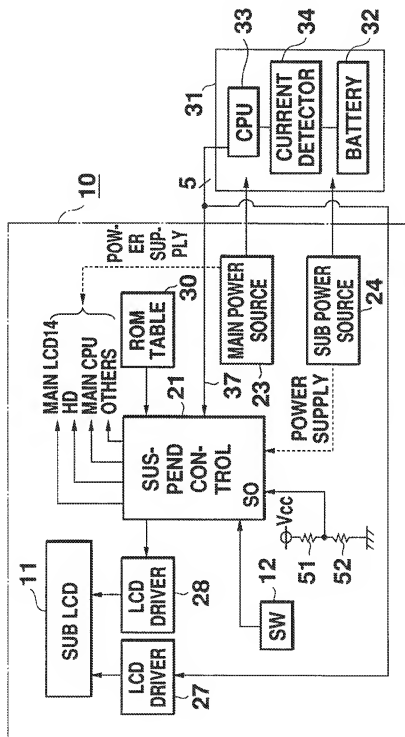 10
11
SUB LCD
LCD
DRIVER
27
LCD
DRIVER
28
MAIN LCD14
HD
MAIN CPU
OTHERS
POW-
ER
SUP-
PLY
21
SUS-
PEND
CON-
TROL
SO
ROM
TABLE
30
37
5
31
33
CPU
34
CURRENT
DETECTOR
32
BATTERY
MAIN POWER
SOURCE
23
SUB POWER
SOURCE
24
POWER
SUPPLY
12
SW
Vcc
51
52